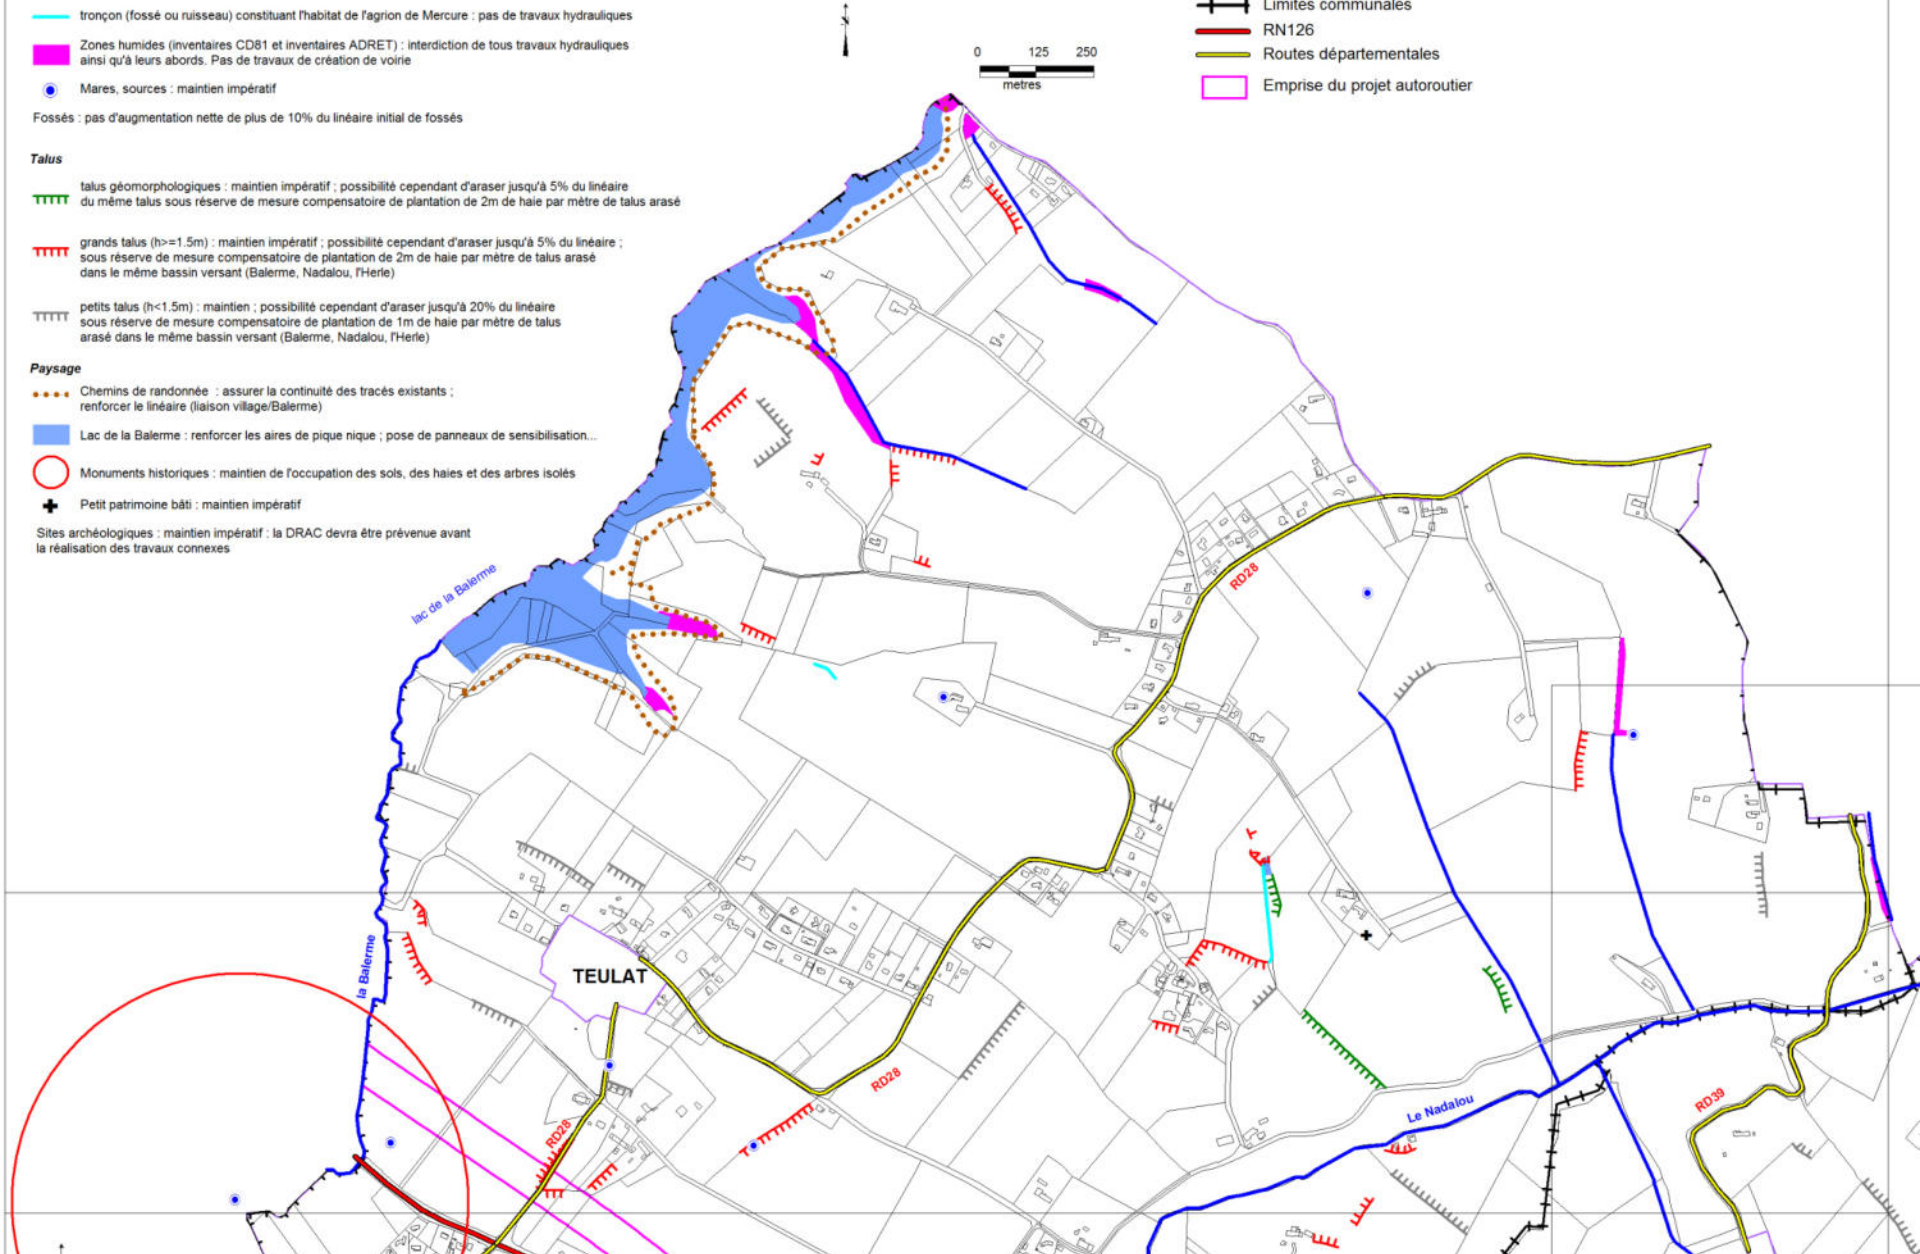 tronçon (fossé ou ruisseau) constituant l'habitat de l'agrion de Mercure : pas de travaux hydrauliques
Zones humides (inventaires CD81 et inventaires ADRET) : interdiction de tous travaux hydrauliques
ainsi qu'à leurs abords. Pas de travaux de création de voirie
Mares, sources : maintien impératif
Fossés : pas d'augmentation nette de plus de 10% du linéaire initial de fossés
Talus
talus géomorphologiques : maintien impératif ; possibilité cependant d'araser jusqu'à 5% du linéaire
du même talus sous réserve de mesure compensatoire de plantation de 2m de haie par mètre de talus arasé
grands talus (h>=1.5m) : maintien impératif ; possibilité cependant d'araser jusqu'à 5% du linéaire ;
sous réserve de mesure compensatoire de plantation de 2m de haie par mètre de talus arasé
dans le même bassin versant (Balerme, Nadalou, l'Herle)
petits talus (h<1.5m) : maintien ; possibilité cependant d'araser jusqu'à 20% du linéaire
sous réserve de mesure compensatoire de plantation de 1m de haie par mètre de talus
arasé dans le même bassin versant (Balerme, Nadalou, l'Herle)
Paysage
Chemins de randonnée : assurer la continuité des tracés existants ;
renforcer le linéaire (liaison village/Balerme)
Lac de la Balerme : renforcer les aires de pique nique ; pose de panneaux de sensibilisation...
Monuments historiques : maintien de l'occupation des sols, des haies et des arbres isolés
Petit patrimoine bâti : maintien impératif
Sites archéologiques : maintien impératif : la DRAC devra être prévenue avant
la réalisation des travaux connexes
N
0 125 250
metres
Limites communales
RN126
Routes départementales
Emprise du projet autoroutier
lac de la Balerme
RD28
la Balerme
TEULAT
RD28
RD28
Le Nadalou
RD39